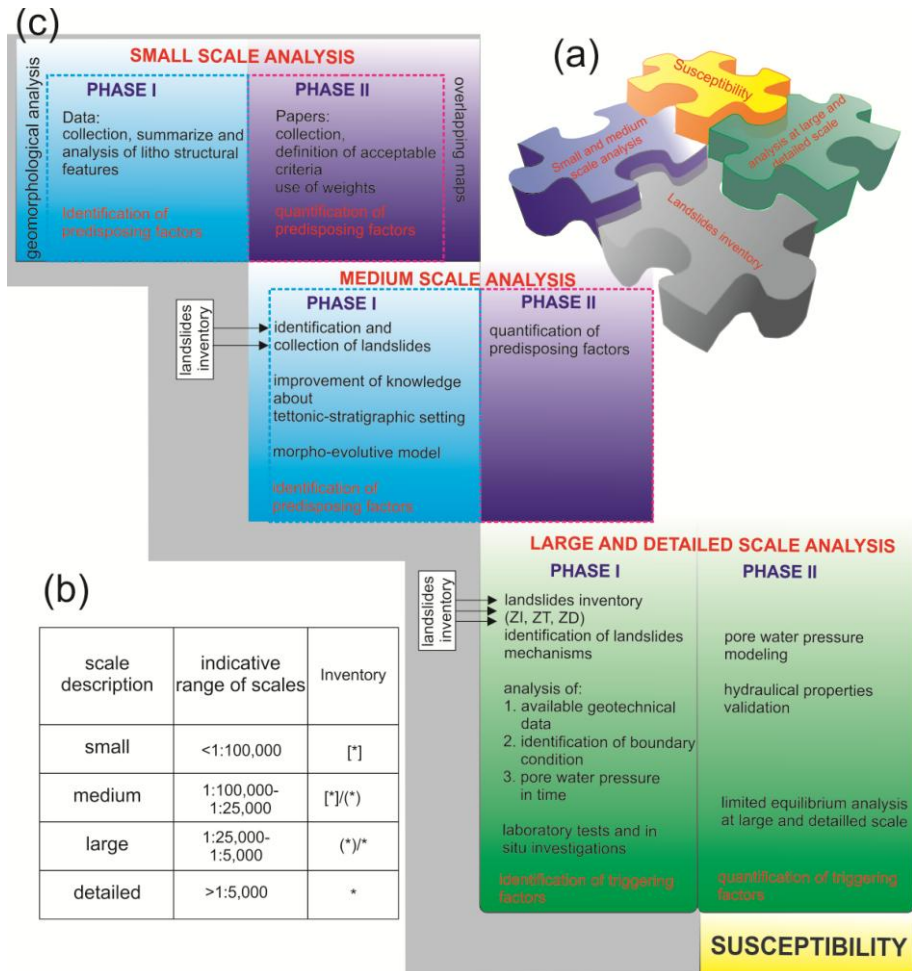 (c)
SMALL SCALE ANALYSIS
geomorphological analysis
PHASE I
Data:
collection, summarize and
analysis of litho structural
features
Identification of
predisposing factors
PHASE II
Papers:
collection,
definition of acceptable
criteria
use of weights
quantification of
predisposing factors
overlapping maps
(a)
Susceptibility
Small and medium
scale analysis
analysis at large and
detailed scale
Landslides inventory
MEDIUM SCALE ANALYSIS
landslides
inventory
PHASE I
identification and
collection of landslides
improvement of knowledge
about
tettonic-stratigraphic setting
morpho-evolutive model
identification of
predisposing factors
PHASE II
quantification of
predisposing factors
LARGE AND DETAILED SCALE ANALYSIS
landslides
inventory
PHASE I
landslides inventory
(ZI, ZT, ZD)
identification of landslides
mechanisms
analysis of:
1. available geotechnical
data
2. identification of boundary
condition
3. pore water pressure
in time
laboratory tests and in
situ investigations
identification of triggering
factors
PHASE II
pore water pressure
modeling
hydraulical properties
validation
limited equilibrium analysis
at large and detailled scale
quantification of triggering
factors
SUSCEPTIBILITY
(b)
scale description indicative range of scales Inventory
small <1:100,000 [*]
medium 1:100,000-1:25,000 [*]/(*)
large 1:25,000-1:5,000 (*)/*
detailed >1:5,000 *